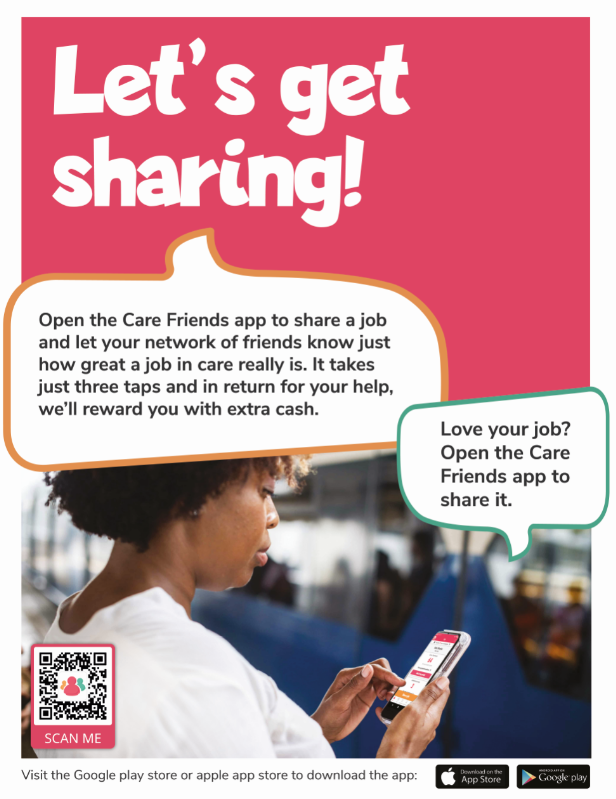 Let's get
sharing!
Open the Care Friends app to share a job
and let your network of friends know just
how great a job in care really is. It takes
just three taps and in return for your help,
we'll reward you with extra cash.
Love your job?
Open the Care
Friends app to
share it.
SCAN ME
Visit the Google play store or apple app store to download the app:
Download on the
App Store
Google play